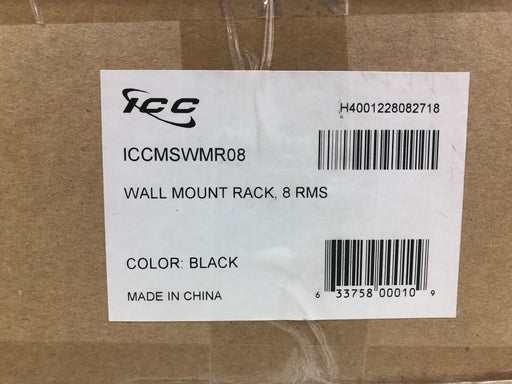 ICC
H4001228082718
ICCMSWMR08
WALL MOUNT RACK, 8 RMS
COLOR: BLACK
MADE IN CHINA
6 33758 00010 9